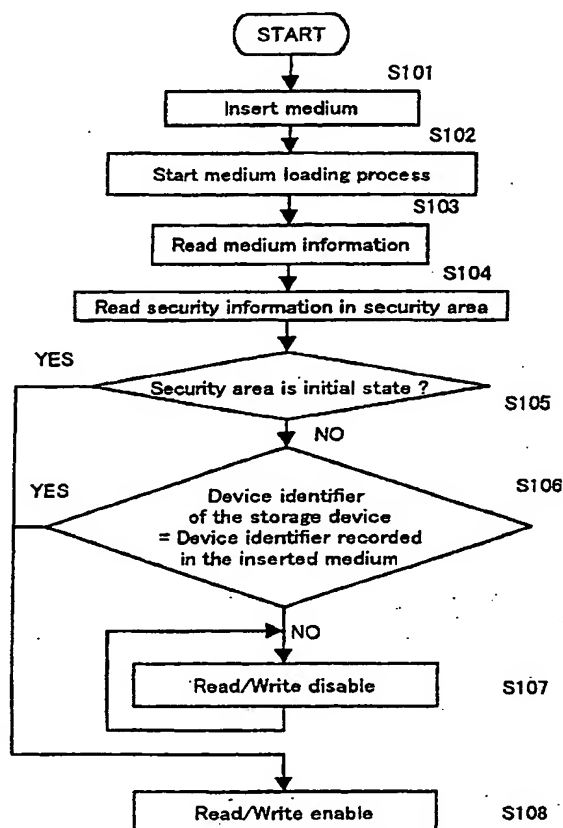 START
S101
Insert medium
S102
Start medium loading process
S103
Read medium information
S104
Read security information in security area
YES
Security area is initial state ?
S105
NO
YES
S106
Device identifier
of the storage device
= Device identifier recorded
in the inserted medium
NO
Read/Write disable
S107
Read/Write enable
S108